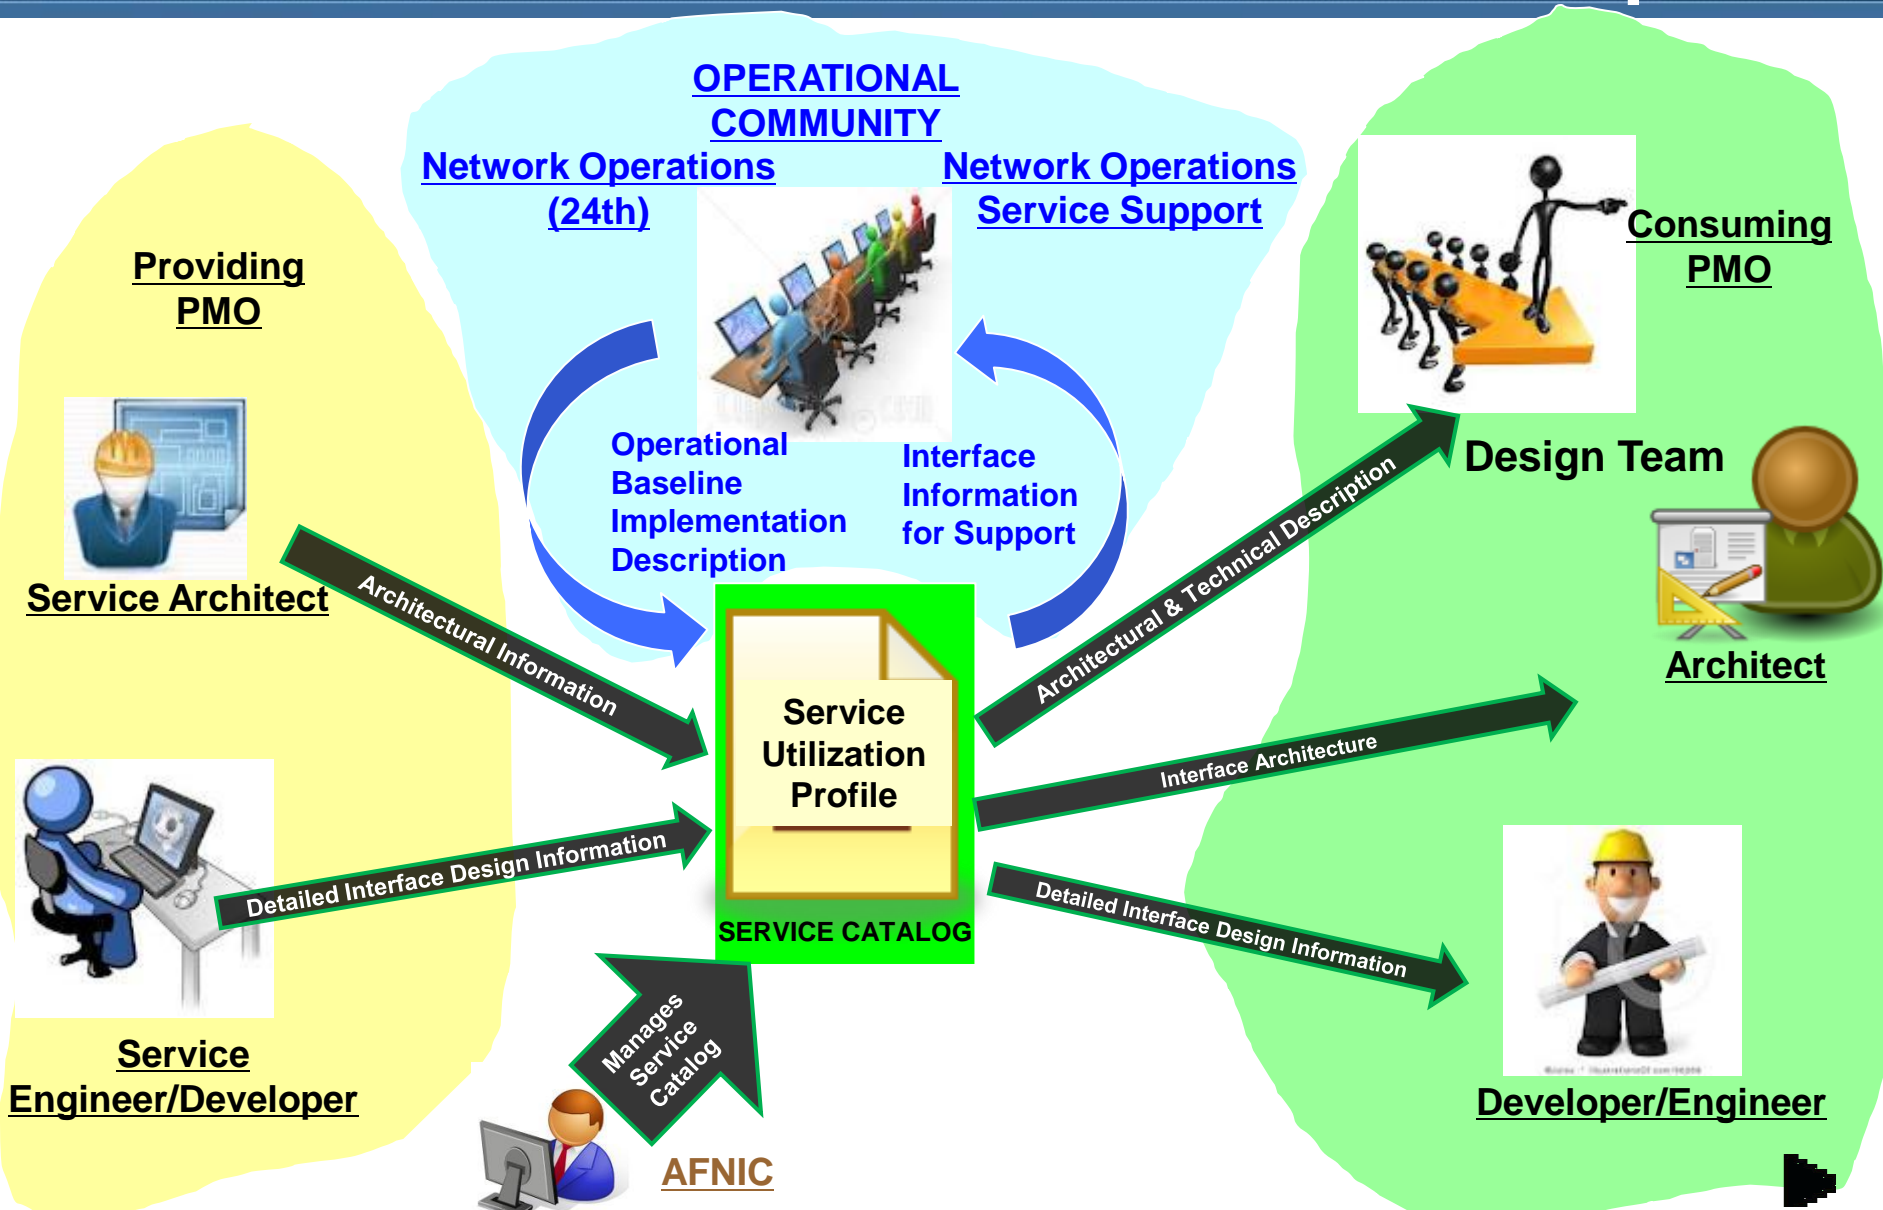 OPERATIONAL
COMMUNITY
Network Operations
(24th)
Network Operations
Service Support
Providing
PMO
Consuming
PMO
Operational
Baseline
Implementation
Description
Interface
Information
for Support
Design Team
Service Architect
Architectural Information
Architectural & Technical Description
Architect
Service
Utilization
Profile
Interface Architecture
Detailed Interface Design Information
Detailed Interface Design Information
SERVICE CATALOG
Manages
Service
Catalog
Service
Engineer/Developer
Developer/Engineer
AFNIC